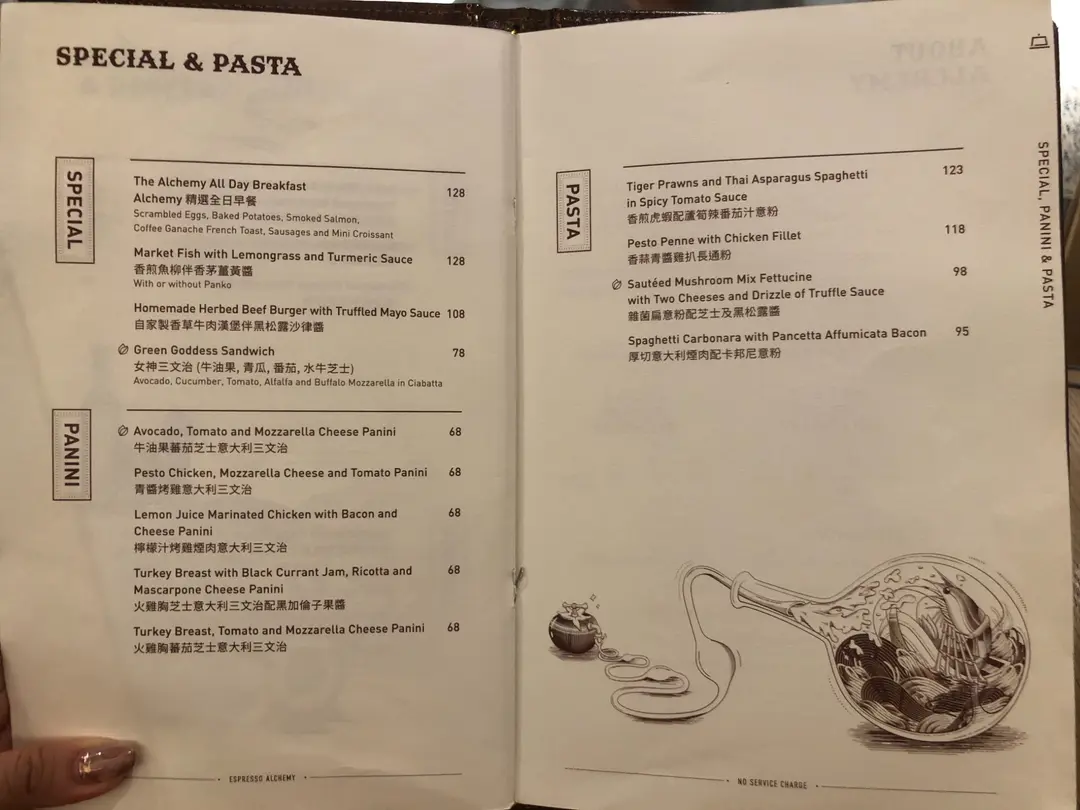 SPECIAL & PASTA
SPECIAL
The Alchemy All Day Breakfast 128
Alchemy 精選全日早餐
Scrambled Eggs, Baked Potatoes, Smoked Salmon,
Coffee Ganache French Toast, Sausages and Mini Croissant
Market Fish with Lemongrass and Turmeric Sauce 128
香煎魚柳伴香茅薑黃醬
With or without Panko
Homemade Herbed Beef Burger with Truffled Mayo Sauce 108
自家製香草牛肉漢堡伴黑松露沙律醬
Green Goddess Sandwich 78
女神三文治 (牛油果, 青瓜, 番茄, 水牛芝士)
Avocado, Cucumber, Tomato, Alfalfa and Buffalo Mozzarella in Ciabatta
PANINI
Avocado, Tomato and Mozzarella Cheese Panini 68
牛油果蕃茄芝士意大利三文治
Pesto Chicken, Mozzarella Cheese and Tomato Panini 68
青醬烤雞意大利三文治
Lemon Juice Marinated Chicken with Bacon and 68
Cheese Panini
檸檬汁烤雞煙肉意大利三文治
Turkey Breast with Black Currant Jam, Ricotta and 68
Mascarpone Cheese Panini
火雞胸芝士意大利三文治配黑加倫子果醬
Turkey Breast, Tomato and Mozzarella Cheese Panini 68
火雞胸蕃茄芝士意大利三文治
ESPRESSO ALCHEMY
PASTA
Tiger Prawns and Thai Asparagus Spaghetti 123
in Spicy Tomato Sauce
香煎虎蝦配蘆筍辣番茄汁意粉
Pesto Penne with Chicken Fillet 118
香蒜青醬雞扒長通粉
Sautéed Mushroom Mix Fettucine 98
with Two Cheeses and Drizzle of Truffle Sauce
雜菌扁意粉配芝士及黑松露醬
Spaghetti Carbonara with Pancetta Affumicata Bacon 95
厚切意大利煙肉配卡邦尼意粉
NO SERVICE CHARGE
SPECIAL, PANINI & PASTA